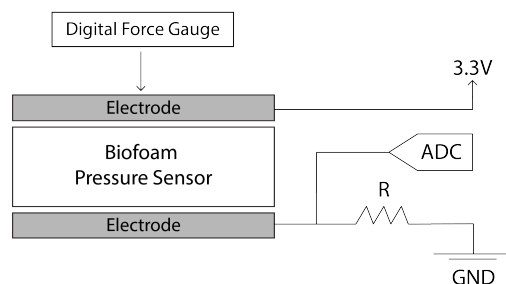 Digital Force Gauge
3.3V
Electrode
Biofoam
Pressure Sensor
ADC
R
Electrode
GND